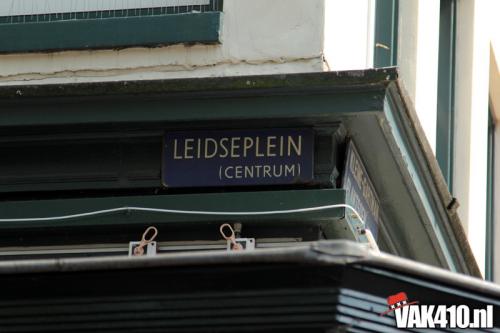 LEIDSEPLEIN
(CENTRUM)
VAK410.nl